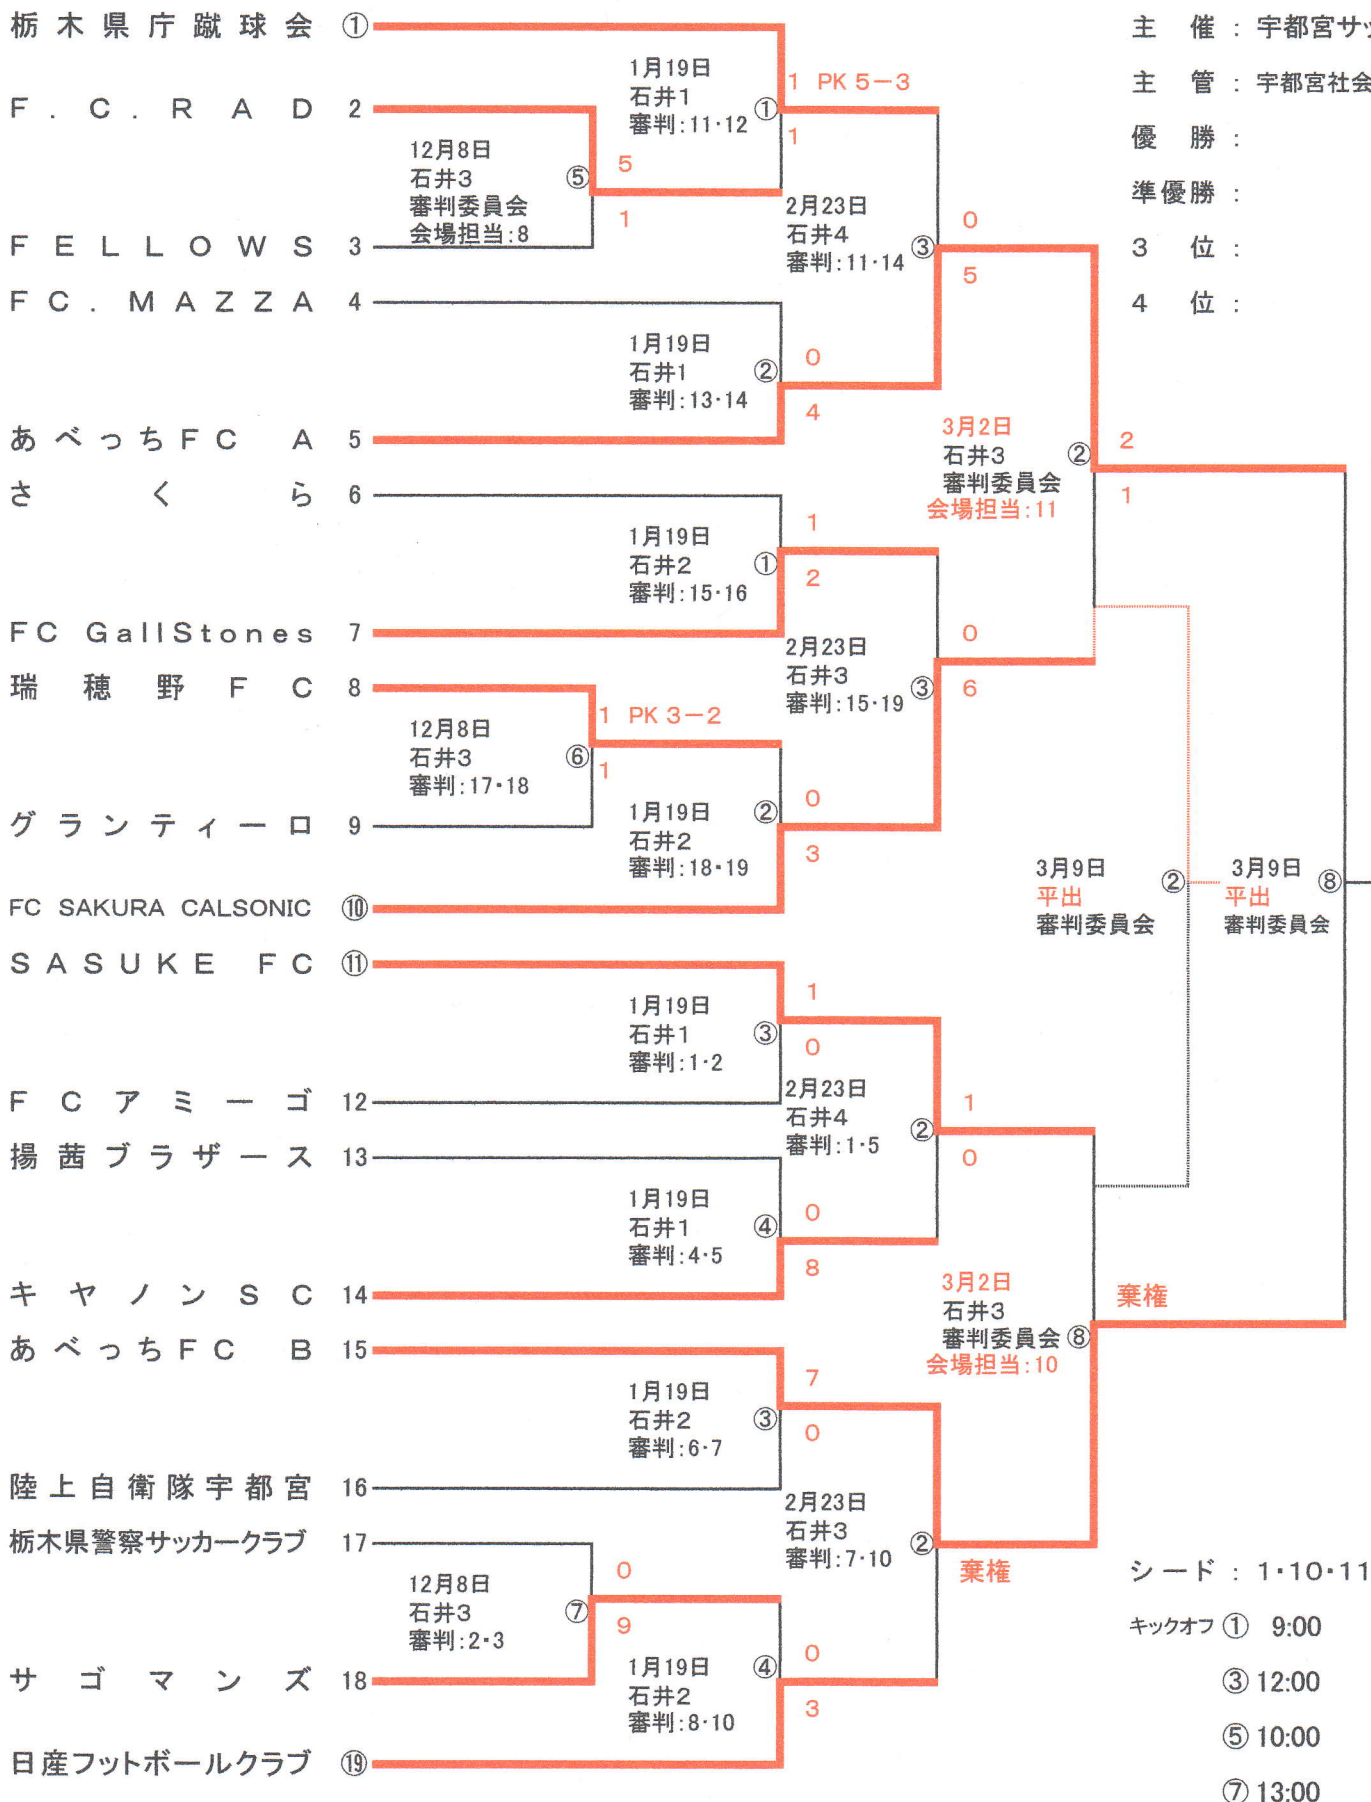 栃木県庁蹴球会 ①
F.C.RAD 2
FELLOWS 3
FC.MAZZA 4
あべっちFC A 5
さくら 6
FC GallStones 7
瑞穂野FC 8
グランティーロ 9
FC SAKURA CALSONIC ⑩
SASUKE FC ⑪
FCアミーゴ 12
揚茜ブラザース 13
キヤノンSC 14
あべっちFC B 15
陸上自衛隊宇都宮 16
栃木県警察サッカークラブ 17
サゴマンズ 18
日産フットボールクラブ ⑲
12月8日
石井3
審判委員会
会場担当:8
⑤
5
1
12月8日
石井3
審判:17・18
⑥
1 PK 3-2
1
12月8日
石井3
審判:2・3
⑦
0
9
1月19日
石井1
審判:11・12
①
1 PK 5-3
1
1月19日
石井1
審判:13・14
②
0
4
1月19日
石井2
審判:15・16
①
1
2
1月19日
石井2
審判:18・19
②
0
3
1月19日
石井1
審判:1・2
③
1
0
1月19日
石井1
審判:4・5
④
0
8
1月19日
石井2
審判:6・7
③
7
0
1月19日
石井2
審判:8・10
④
0
3
2月23日
石井4
審判:11・14
③
0
5
2月23日
石井3
審判:15・19
③
0
6
2月23日
石井4
審判:1・5
②
1
0
2月23日
石井3
審判:7・10
②
棄権
3月2日
石井3
審判委員会
会場担当:11
②
2
1
3月2日
石井3
審判委員会
会場担当:10
⑧
棄権
3月9日
平出
審判委員会
②
3月9日
平出
審判委員会
⑧
主 催 : 宇都宮サッ
主 管 : 宇都宮社会
優 勝 :
準優勝 :
3 位 :
4 位 :
シード : 1・10・11
キックオフ ① 9:00
③ 12:00
⑤ 10:00
⑦ 13:00